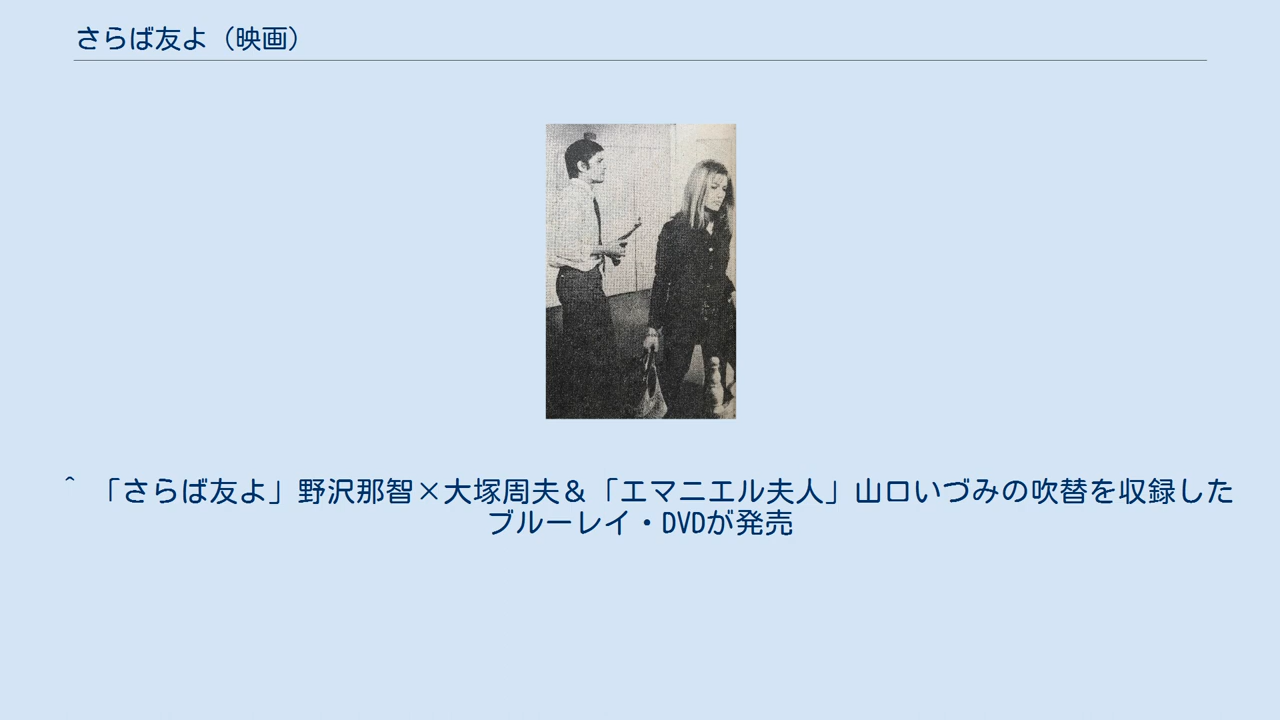 さらば友よ（映画）
^ 「さらば友よ」野沢那智×大塚周夫＆「エマニエル夫人」山口いづみの吹替を収録した
ブルーレイ・DVDが発売